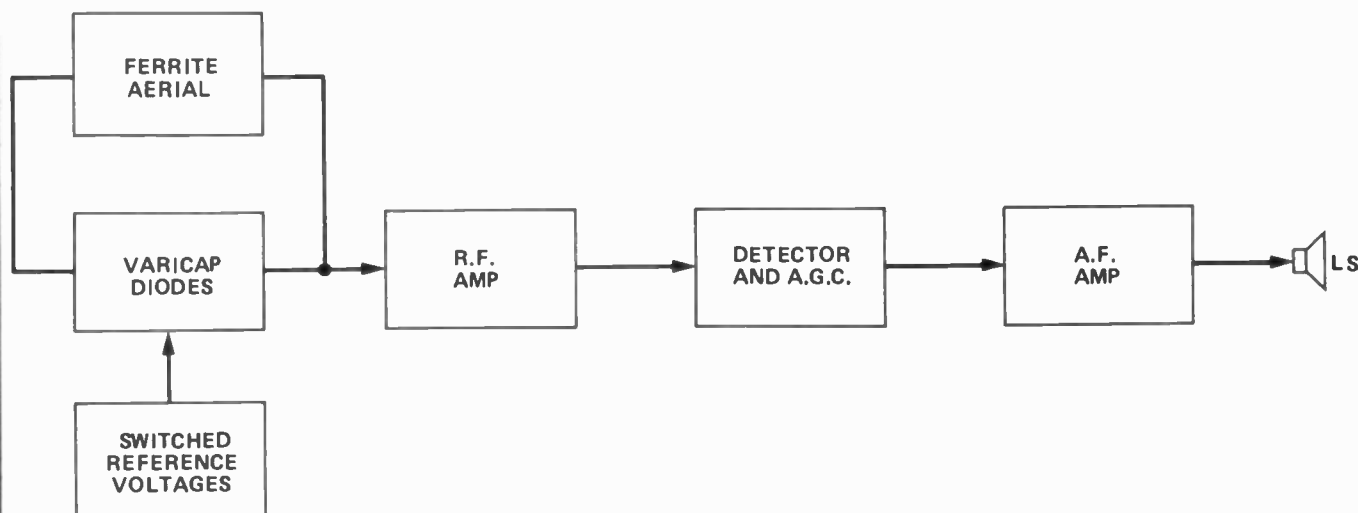 FERRITE
AERIAL
VARICAP
DIODES
SWITCHED
REFERENCE
VOLTAGES
R.F.
AMP
DETECTOR
AND A.G.C.
A.F.
AMP
LS